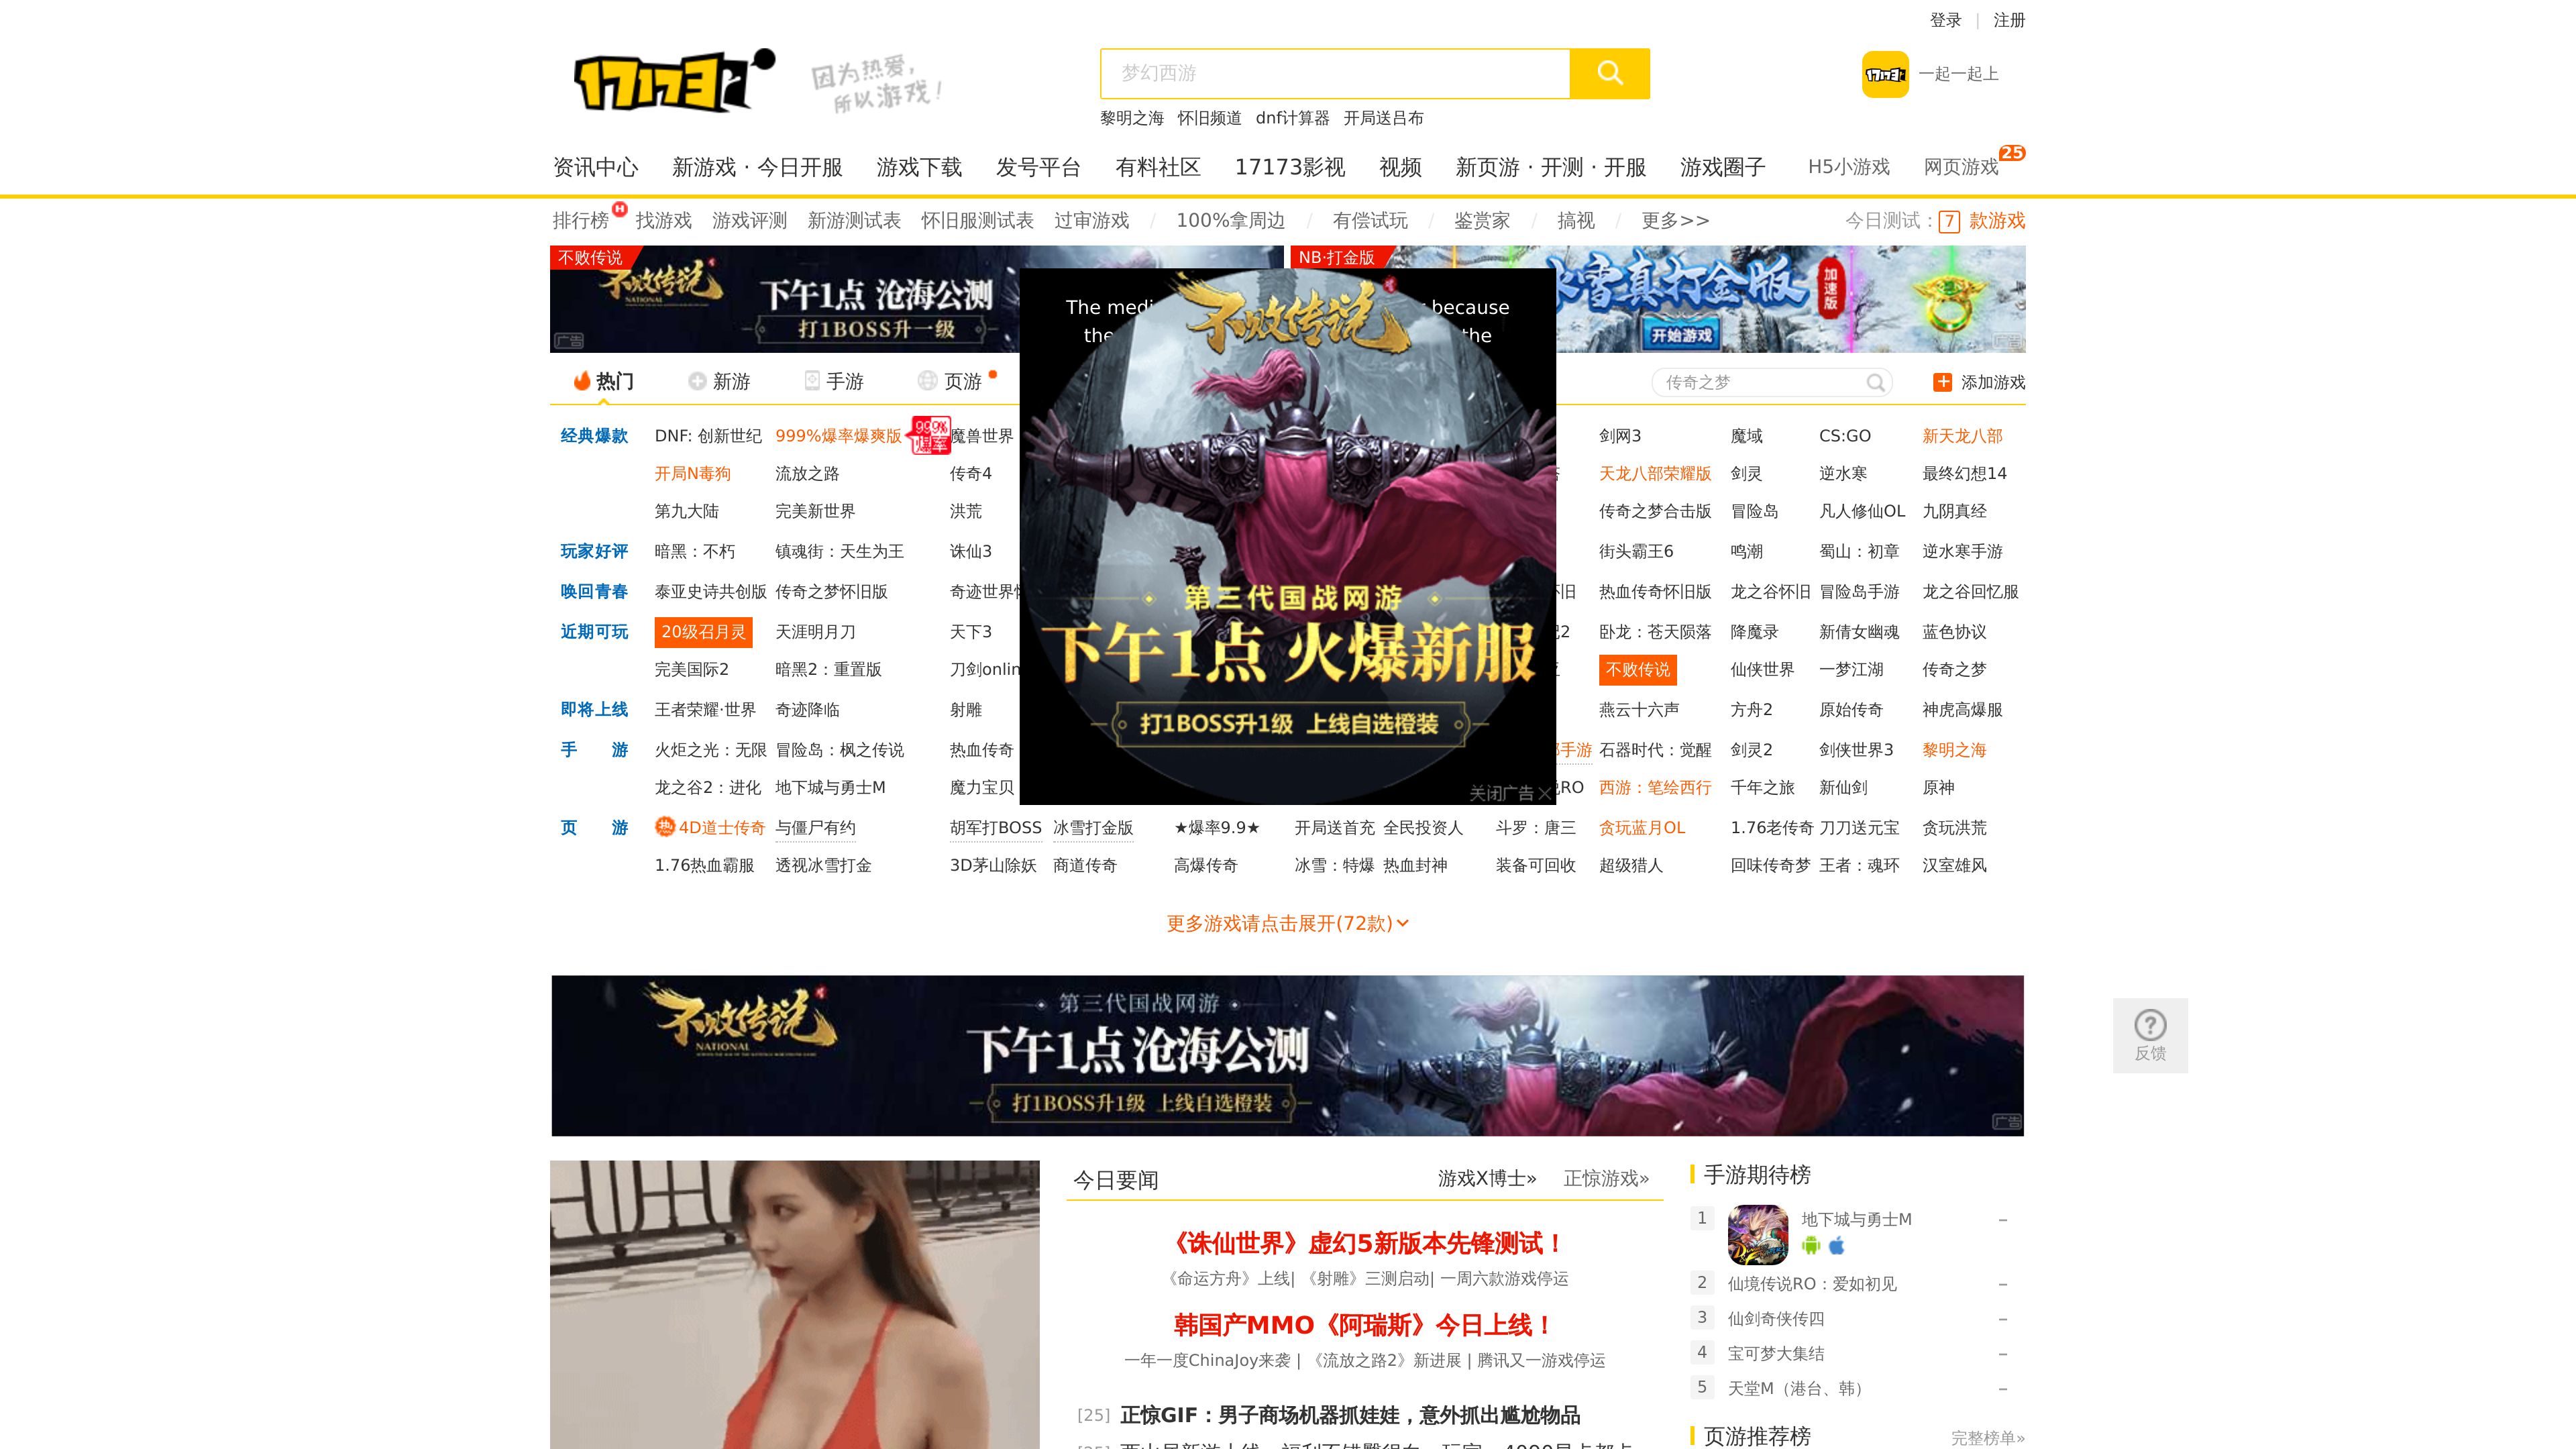 登录 | 注册
17173
因为热爱,
所以游戏!
梦幻西游
17173 一起一起上
黎明之海 怀旧频道 dnf计算器 开局送吕布
资讯中心 新游戏 · 今日开服 游戏下载 发号平台 有料社区 17173影视 视频 新页游 · 开测 · 开服 游戏圈子 H5小游戏 网页游戏 25
排行榜 H 找游戏 游戏评测 新游测试表 怀旧服测试表 过审游戏 / 100%拿周边 / 有偿试玩 / 鉴赏家 / 搞视 / 更多>> 今日测试：7 款游戏
不败传说
不败传说
NATIONAL
下午1点 沧海公测
打1BOSS升一级
广告
NB·打金版
冰雪真打金版
加速版
开始游戏
The medi
because
the
the
不败传说
第三代国战网游
下午1点 火爆新服
打1BOSS升1级 上线自选橙装
关闭广告
热门 新游 手游 页游
传奇之梦
添加游戏
经典爆款 DNF: 创新世纪 999%爆率爆爽版 999% 爆率 魔兽世界 剑网3 魔域 CS:GO 新天龙八部
开局N毒狗 流放之路 传奇4 天龙八部荣耀版 剑灵 逆水寒 最终幻想14
第九大陆 完美新世界 洪荒 传奇之梦合击版 冒险岛 凡人修仙OL 九阴真经
玩家好评 暗黑：不朽 镇魂街：天生为王 诛仙3 街头霸王6 鸣潮 蜀山：初章 逆水寒手游
唤回青春 泰亚史诗共创版 传奇之梦怀旧版 奇迹世界 旧 热血传奇怀旧版 龙之谷怀旧 冒险岛手游 龙之谷回忆服
近期可玩 20级召月灵 天涯明月刀 天下3 2 卧龙：苍天陨落 降魔录 新倩女幽魂 蓝色协议
完美国际2 暗黑2：重置版 刀剑onlin 不败传说 仙侠世界 一梦江湖 传奇之梦
即将上线 王者荣耀·世界 奇迹降临 射雕 燕云十六声 方舟2 原始传奇 神虎高爆服
手 游 火炬之光：无限 冒险岛：枫之传说 热血传奇 手游 石器时代：觉醒 剑灵2 剑侠世界3 黎明之海
龙之谷2：进化 地下城与勇士M 魔力宝贝 RO 西游：笔绘西行 千年之旅 新仙剑 原神
页 游 热 4D道士传奇 与僵尸有约 胡军打BOSS 冰雪打金版 ★爆率9.9★ 开局送首充 全民投资人 斗罗：唐三 贪玩蓝月OL 1.76老传奇 刀刀送元宝 贪玩洪荒
1.76热血霸服 透视冰雪打金 3D茅山除妖 商道传奇 高爆传奇 冰雪：特爆 热血封神 装备可回收 超级猎人 回味传奇梦 王者：魂环 汉室雄风
更多游戏请点击展开(72款)
不败传说
NATIONAL
第三代国战网游
下午1点 沧海公测
打1BOSS升1级 上线自选橙装
广告
反馈
今日要闻 游戏X博士» 正惊游戏»
《诛仙世界》虚幻5新版本先锋测试！
《命运方舟》上线| 《射雕》三测启动| 一周六款游戏停运
韩国产MMO《阿瑞斯》今日上线！
一年一度ChinaJoy来袭 | 《流放之路2》新进展 | 腾讯又一游戏停运
[25] 正惊GIF：男子商场机器抓娃娃，意外抓出尴尬物品
手游期待榜
1 地下城与勇士M –
2 仙境传说RO：爱如初见 –
3 仙剑奇侠传四 –
4 宝可梦大集结 –
5 天堂M（港台、韩） –
页游推荐榜 完整榜单»